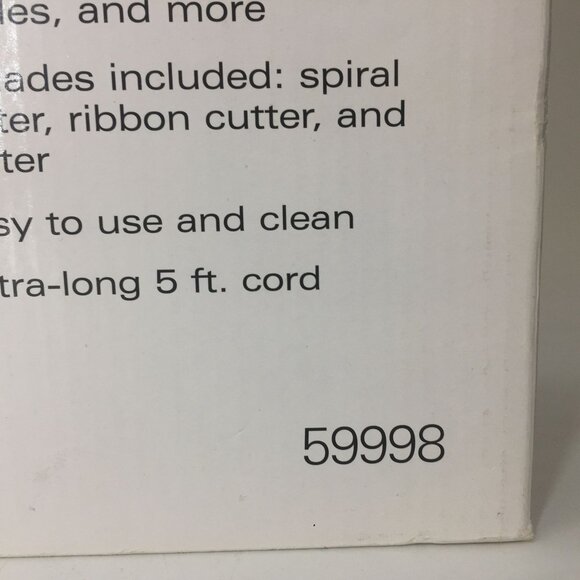 les, and more
ades included: spiral
ter, ribbon cutter, and
ter
sy to use and clean
tra-long 5 ft. cord
59998